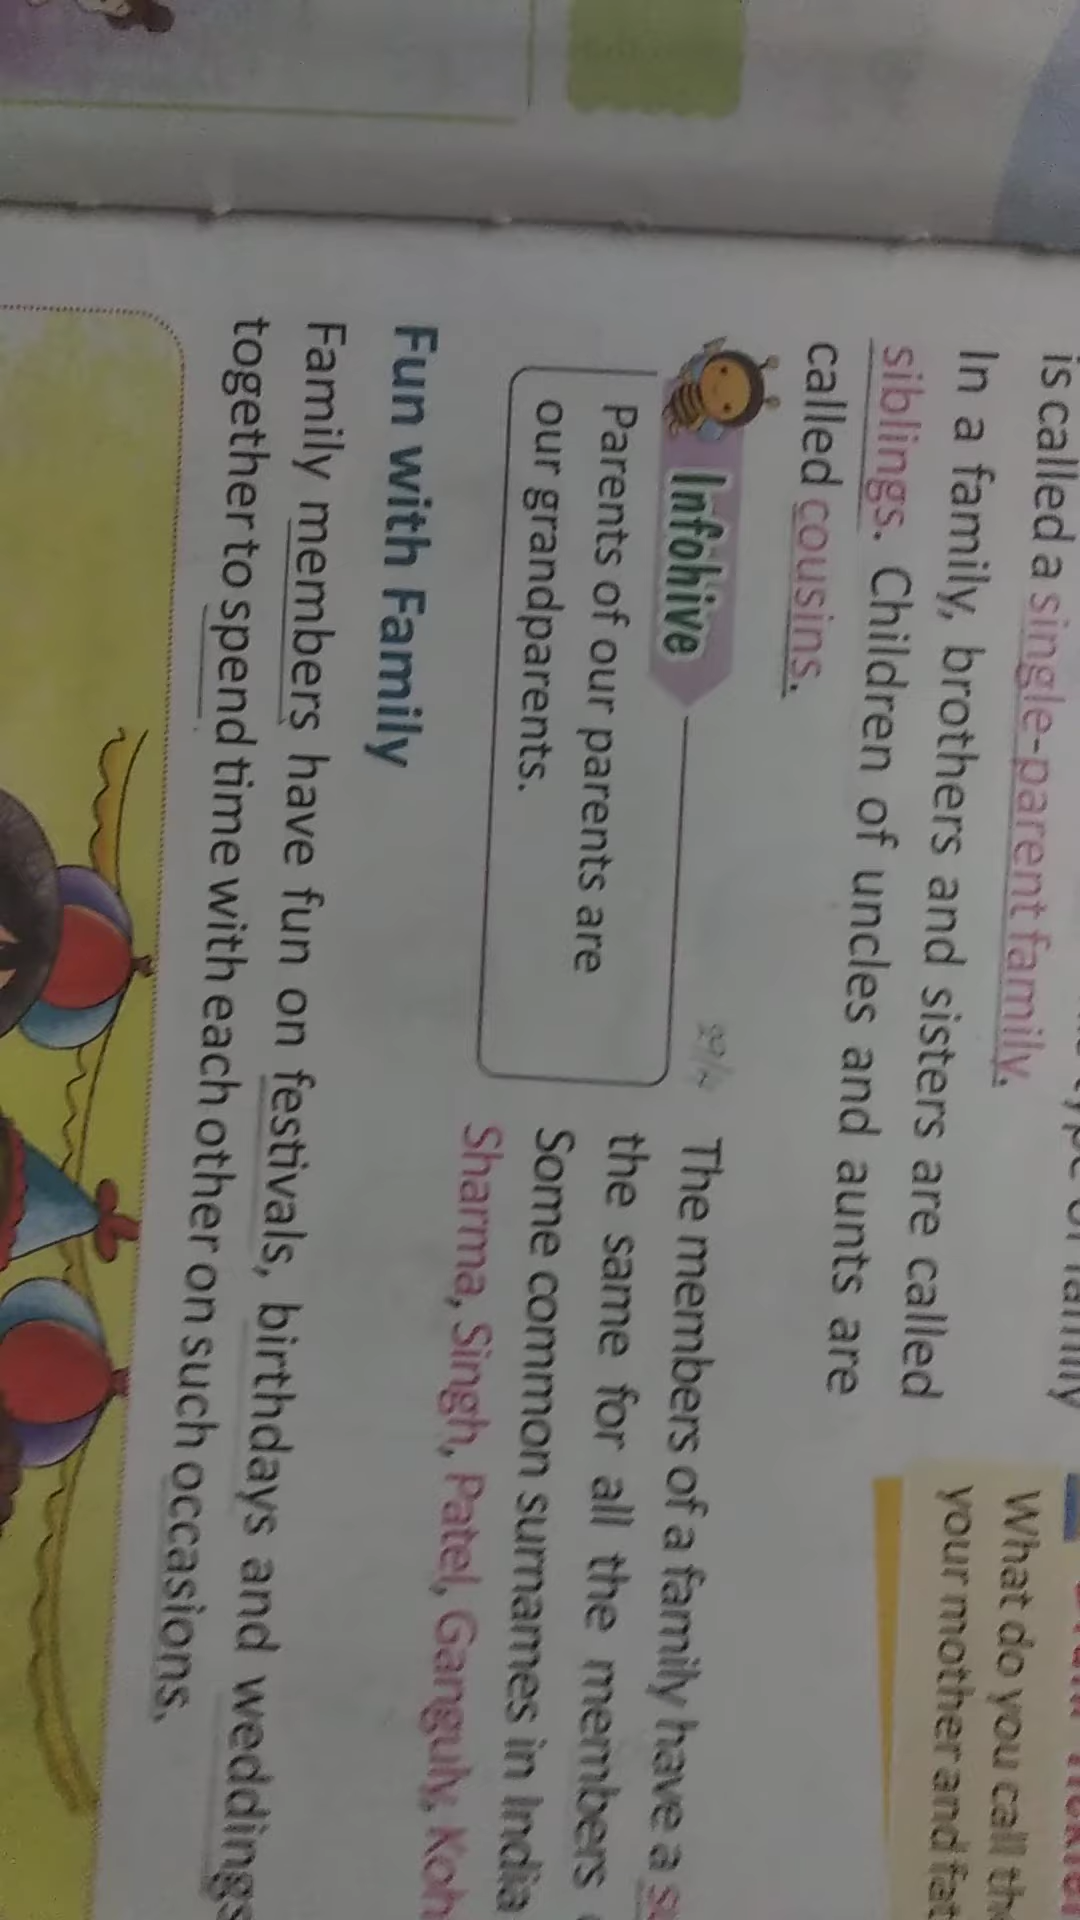 is called a single-parent family.
In a family, brothers and sisters are called
siblings. Children of uncles and aunts are
called cousins.
What do you call the
your mother and
Infohive
Parents of our parents are
our grandparents.
The members of a family have a
the same for all the members
Some common surnames in India
Sharma, Singh, Patel, Ganguly,
Fun with Family
Family members have fun on festivals, birthdays and weddings
together to spend time with each other on such occasions.